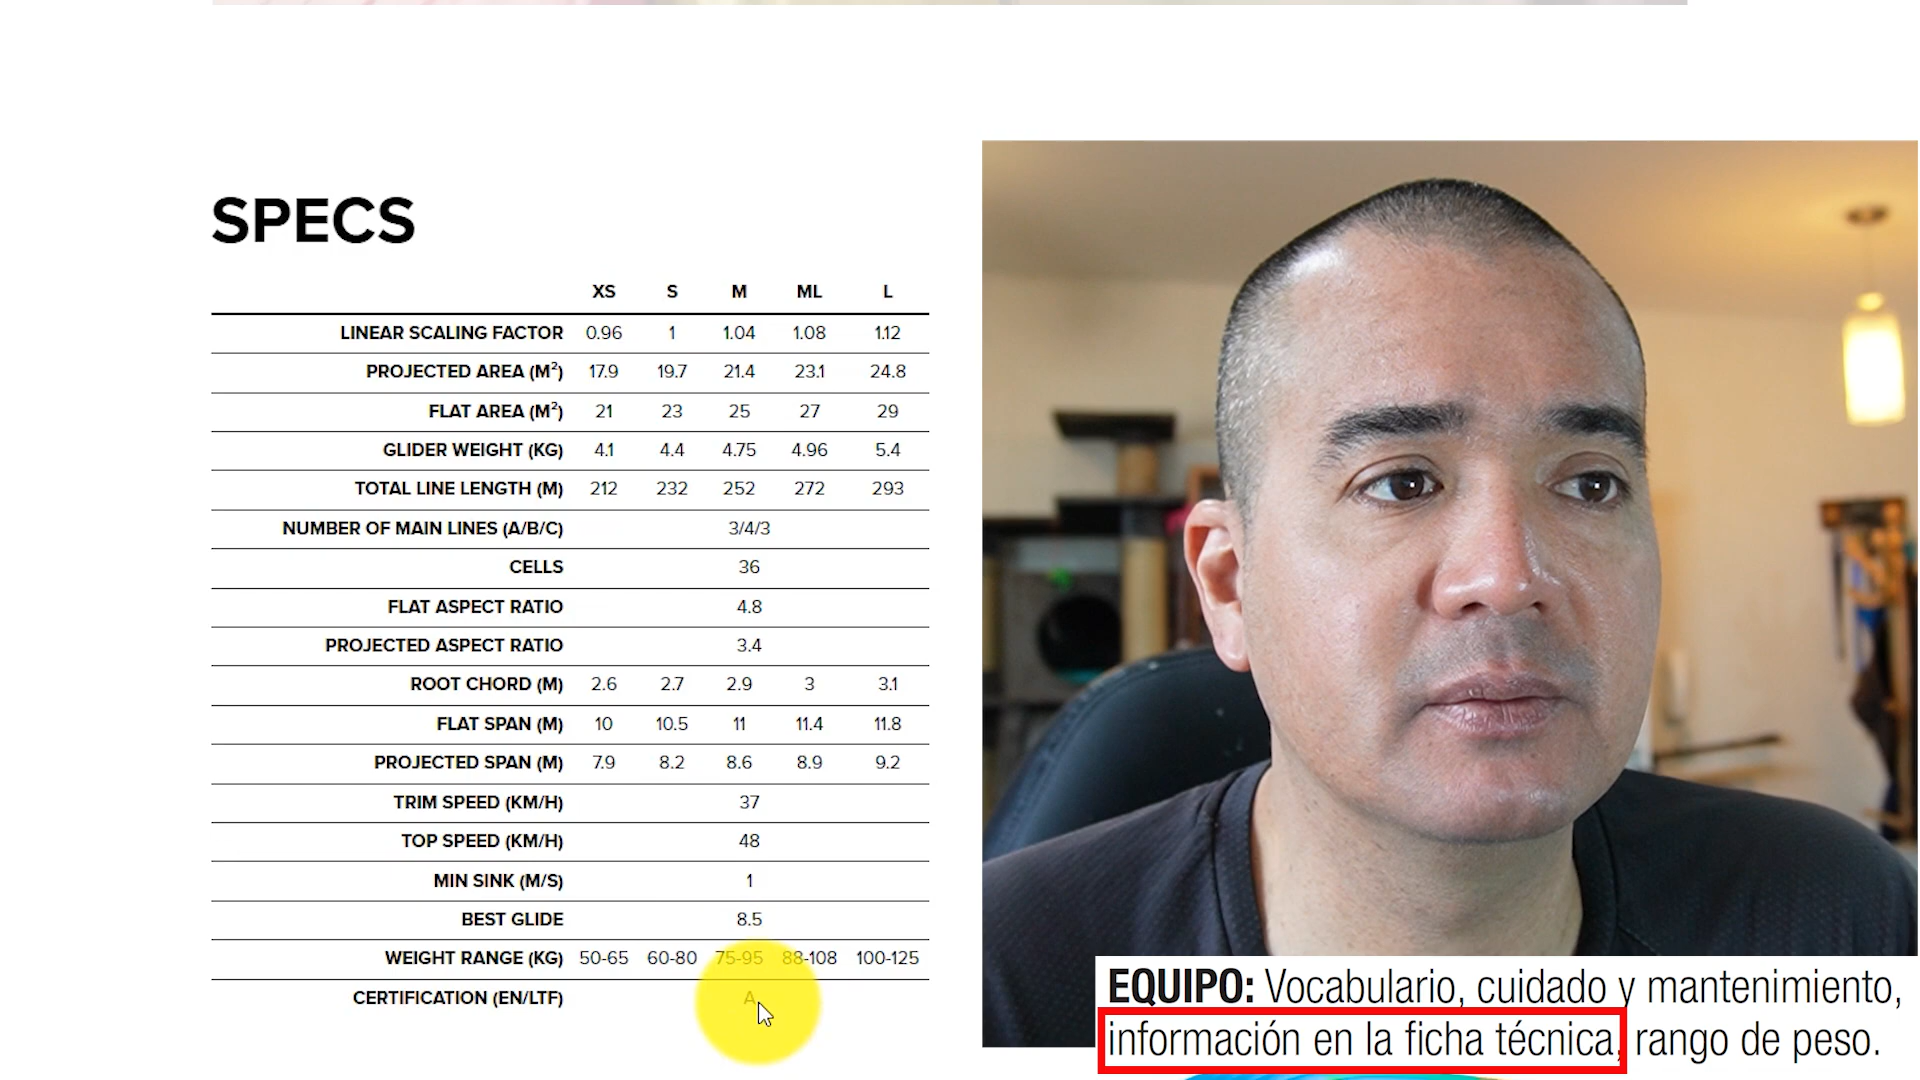 SPECS
XS S M ML L
LINEAR SCALING FACTOR 0.96 1 1.04 1.08 1.12
PROJECTED AREA (M²) 17.9 19.7 21.4 23.1 24.8
FLAT AREA (M²) 21 23 25 27 29
GLIDER WEIGHT (KG) 4.1 4.4 4.75 4.96 5.4
TOTAL LINE LENGTH (M) 212 232 252 272 293
NUMBER OF MAIN LINES (A/B/C) 3/4/3
CELLS 36
FLAT ASPECT RATIO 4.8
PROJECTED ASPECT RATIO 3.4
ROOT CHORD (M) 2.6 2.7 2.9 3 3.1
FLAT SPAN (M) 10 10.5 11 11.4 11.8
PROJECTED SPAN (M) 7.9 8.2 8.6 8.9 9.2
TRIM SPEED (KM/H) 37
TOP SPEED (KM/H) 48
MIN SINK (M/S) 1
BEST GLIDE 8.5
WEIGHT RANGE (KG) 50-65 60-80 75-95 88-108 100-125
CERTIFICATION (EN/LTF) A
EQUIPO: Vocabulario, cuidado y mantenimiento,
información en la ficha técnica, rango de peso.